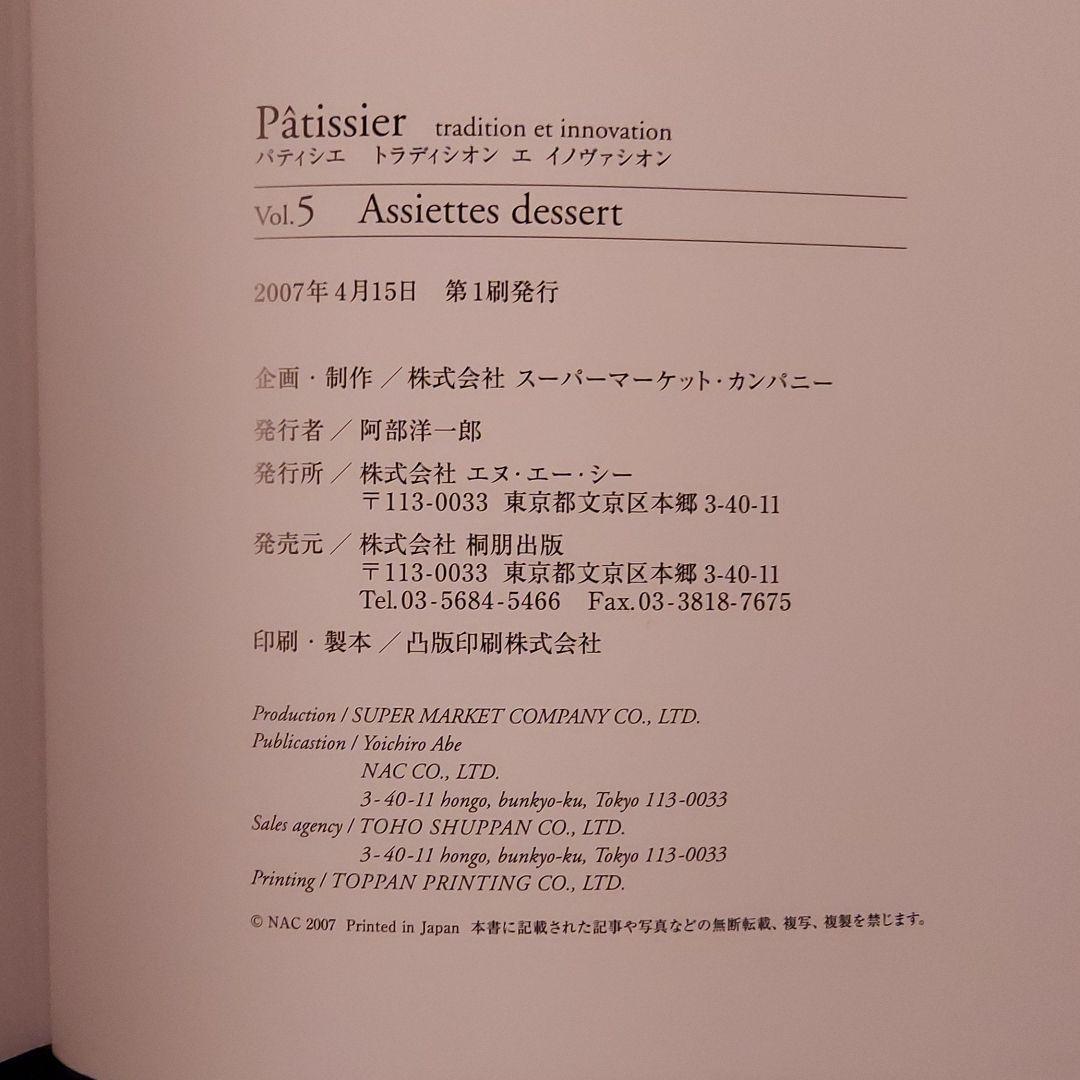 Pâtissier tradition et innovation
パティシエ トラディシオン エ イノヴァシオン
Vol.5 Assiettes dessert
2007年4月15日 第1刷発行
企画・制作／株式会社 スーパーマーケット・カンパニー
発行者／阿部洋一郎
発行所／株式会社 エヌ・エー・シー
〒113-0033 東京都文京区本郷 3-40-11
発売元／株式会社 桐朋出版
〒113-0033 東京都文京区本郷 3-40-11
Tel.03-5684-5466 Fax.03-3818-7675
印刷・製本／凸版印刷株式会社
Production / SUPER MARKET COMPANY CO., LTD.
Publicastion / Yoichiro Abe
NAC CO., LTD.
3-40-11 hongo, bunkyo-ku, Tokyo 113-0033
Sales agency / TOHO SHUPPAN CO., LTD.
3-40-11 hongo, bunkyo-ku, Tokyo 113-0033
Printing / TOPPAN PRINTING CO., LTD.
© NAC 2007 Printed in Japan 本書に記載された記事や写真などの無断転載、複写、複製を禁じます。